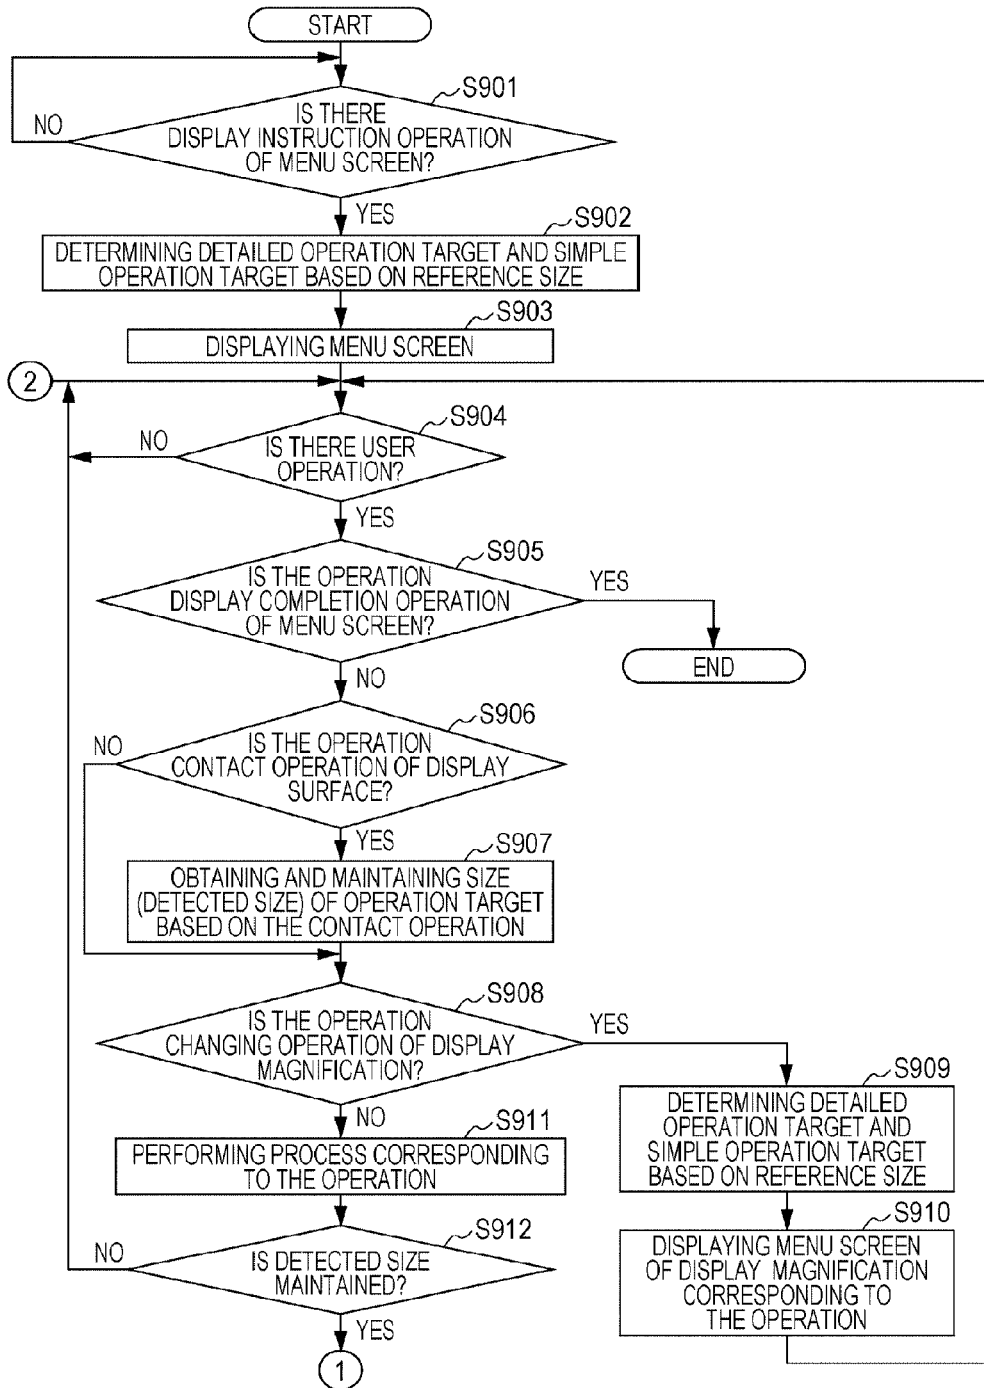 START
S901
IS THERE
DISPLAY INSTRUCTION OPERATION
OF MENU SCREEN?
NO
YES
S902
DETERMINING DETAILED OPERATION TARGET AND SIMPLE
OPERATION TARGET BASED ON REFERENCE SIZE
S903
DISPLAYING MENU SCREEN
2
S904
NO
IS THERE USER
OPERATION?
YES
S905
IS THE OPERATION
DISPLAY COMPLETION OPERATION
OF MENU SCREEN?
YES
END
NO
S906
NO
IS THE OPERATION
CONTACT OPERATION OF DISPLAY
SURFACE?
YES
S907
OBTAINING AND MAINTAINING SIZE
(DETECTED SIZE) OF OPERATION TARGET
BASED ON THE CONTACT OPERATION
S908
IS THE OPERATION
CHANGING OPERATION OF DISPLAY
MAGNIFICATION?
YES
S909
DETERMINING DETAILED
OPERATION TARGET AND
SIMPLE OPERATION TARGET
BASED ON REFERENCE SIZE
NO
S911
PERFORMING PROCESS CORRESPONDING
TO THE OPERATION
S910
DISPLAYING MENU SCREEN
OF DISPLAY MAGNIFICATION
CORRESPONDING TO
THE OPERATION
S912
NO
IS DETECTED SIZE
MAINTAINED?
YES
1